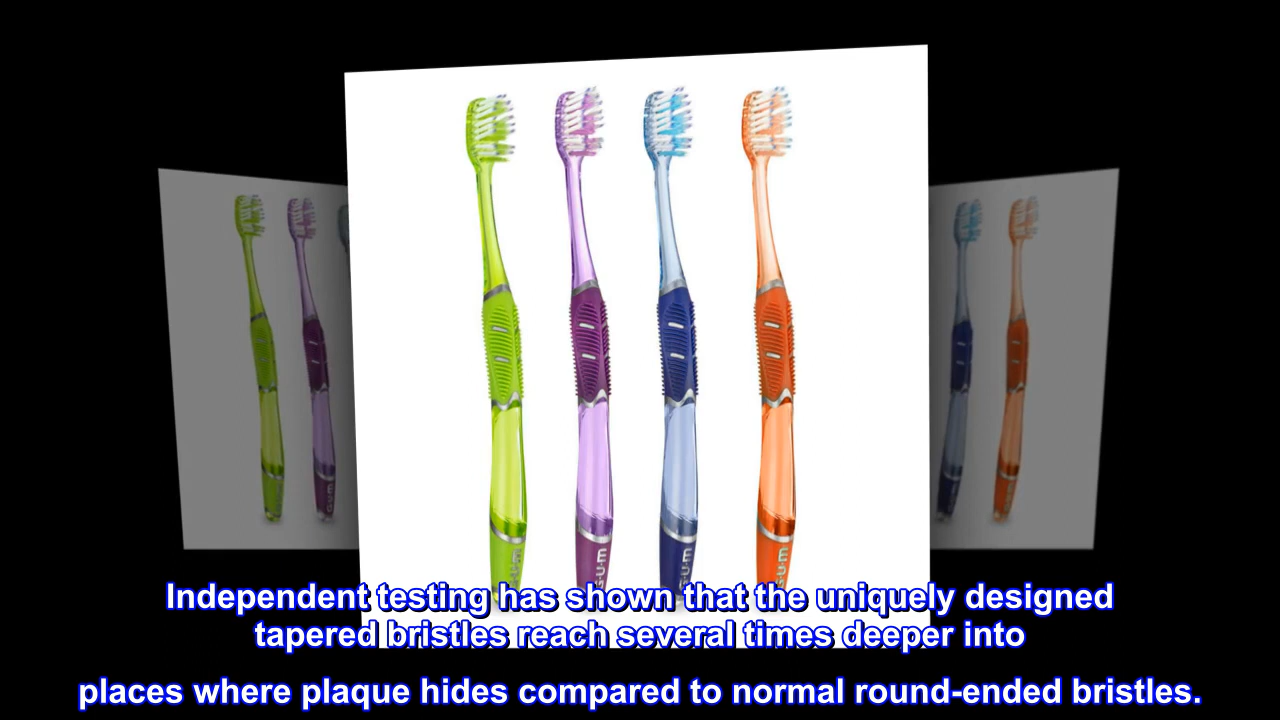 Independent testing has shown that the uniquely designed
tapered bristles reach several times deeper into
places where plaque hides compared to normal round-ended bristles.
G·U·M
G·U·M
G·U·M
G·U·M